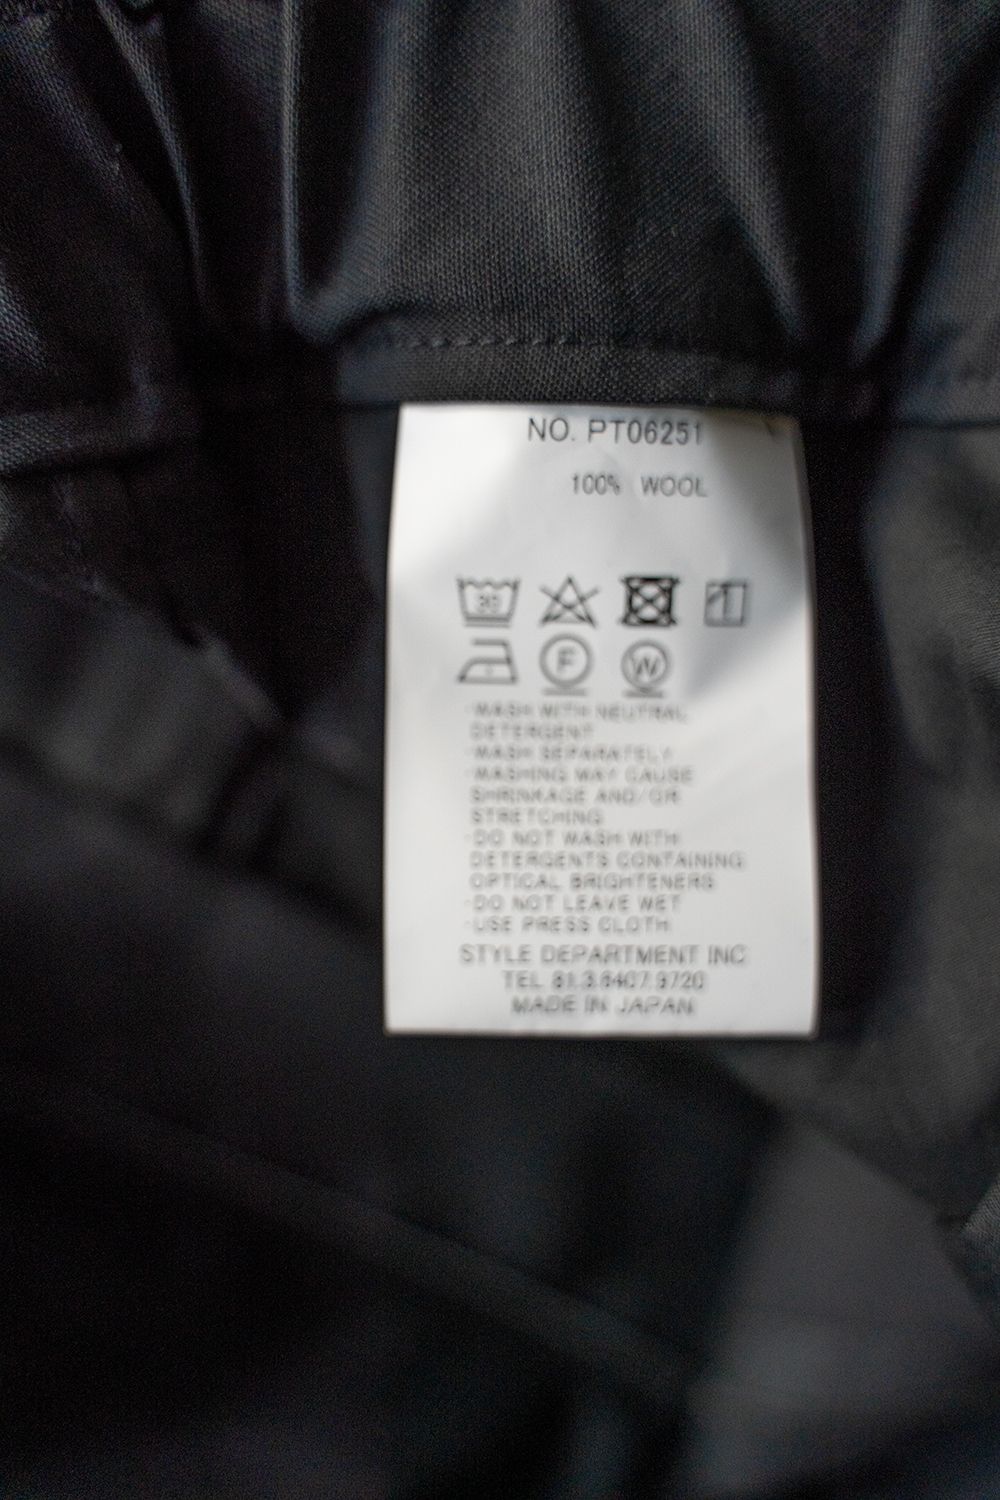 NO. PT06251
100% WOOL
30
F W
·WASH WITH NEUTRAL
DETERGENT
·WASH SEPARATELY
·WASHING MAY CAUSE
SHRINKAGE AND/OR
STRETCHING
·DO NOT WASH WITH
DETERGENTS CONTAINING
OPTICAL BRIGHTENERS
·DO NOT LEAVE WET
·USE PRESS CLOTH
STYLE DEPARTMENT INC
TEL 81.3.6407.9720
MADE IN JAPAN